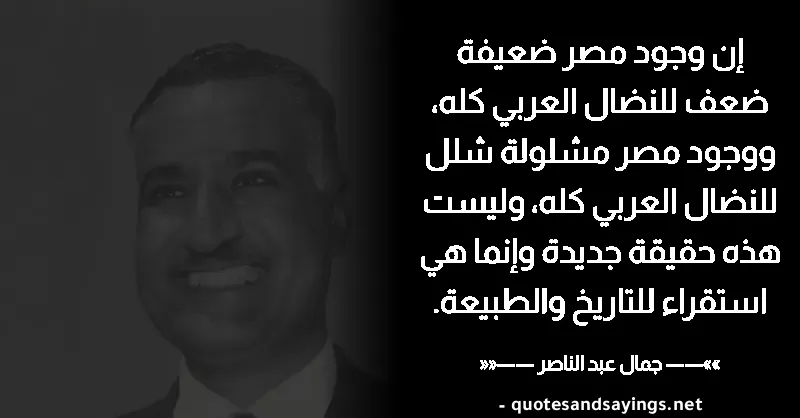 إن وجود مصر ضعيفة
ضعف للنضال العربي كله،
ووجود مصر مشلولة شلل
للنضال العربي كله، وليست
هذه حقيقة جديدة وإنما هي
استقراء للتاريخ والطبيعة.
»»—— جمال عبد الناصر ——««
- quotesandsayings.net